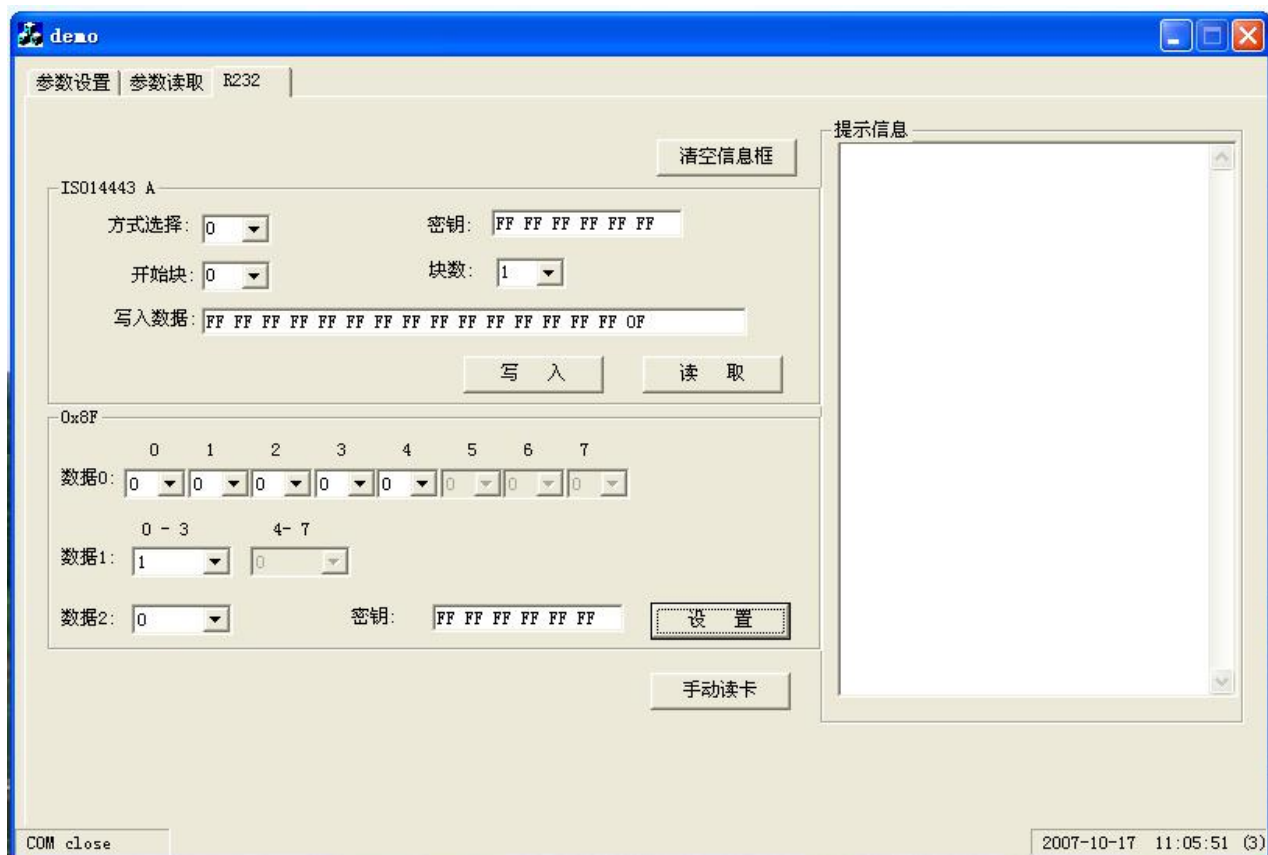 demo
参数设置 参数读取 R232
清空信息框
提示信息
ISO14443 A
方式选择: 0 密钥: FF FF FF FF FF FF
开始块: 0 块数: 1
写入数据: FF FF FF FF FF FF FF FF FF FF FF FF FF FF FF 0F
写 入 读 取
0x8F
0 1 2 3 4 5 6 7
数据0: 0 0 0 0 0 0 0 0
0 - 3 4- 7
数据1: 1 0
数据2: 0 密钥: FF FF FF FF FF FF 设 置
手动读卡
COM close 2007-10-17 11:05:51 (3)